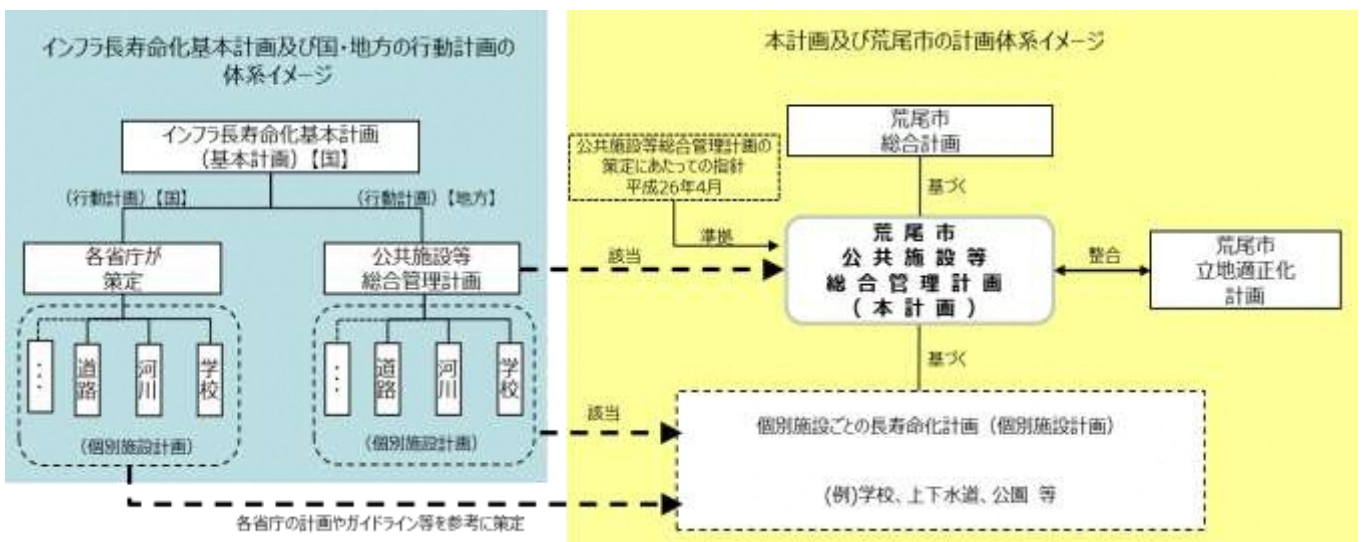 インフラ長寿命化基本計画及び国・地方の行動計画の
体系イメージ
インフラ長寿命化基本計画
(基本計画)【国】
(行動計画)【国】
(行動計画)【地方】
各省庁が
策定
公共施設等
総合管理計画
・・・
道路
河川
学校
(個別施設計画)
・・・
道路
河川
学校
(個別施設計画)
各省庁の計画やガイドライン等を参考に策定
本計画及び荒尾市の計画体系イメージ
公共施設等総合管理計画の
策定にあたっての指針
平成26年4月
荒尾市
総合計画
基づく
準拠
該当
荒尾市
公共施設等
総合管理計画
(本計画)
整合
荒尾市
立地適正化
計画
基づく
該当
個別施設ごとの長寿命化計画(個別施設計画)
(例)学校、上下水道、公園 等